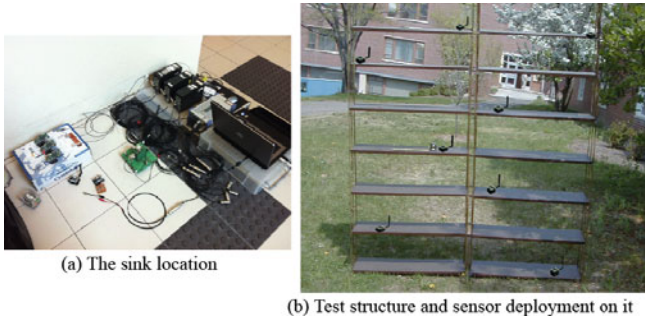 (a) The sink location
(b) Test structure and sensor deployment on it